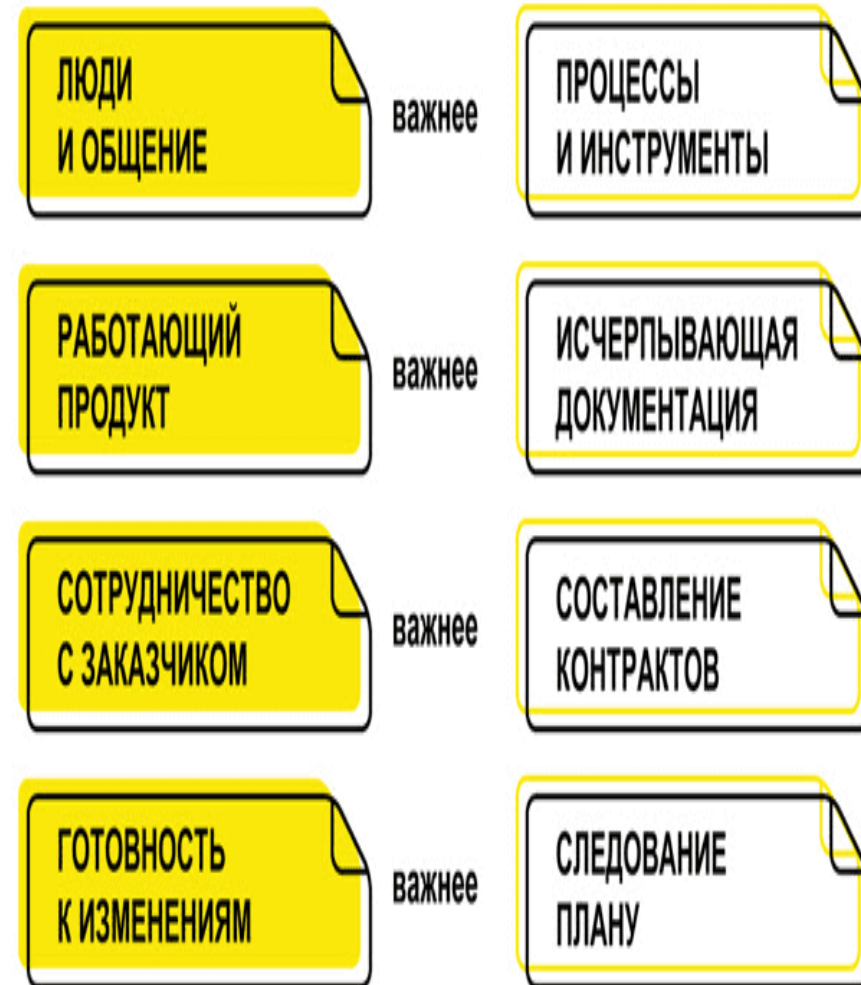 ЛЮДИ
И ОБЩЕНИЕ
важнее
ПРОЦЕССЫ
И ИНСТРУМЕНТЫ
РАБОТАЮЩИЙ
ПРОДУКТ
важнее
ИСЧЕРПЫВАЮЩАЯ
ДОКУМЕНТАЦИЯ
СОТРУДНИЧЕСТВО
С ЗАКАЗЧИКОМ
важнее
СОСТАВЛЕНИЕ
КОНТРАКТОВ
ГОТОВНОСТЬ
К ИЗМЕНЕНИЯМ
важнее
СЛЕДОВАНИЕ
ПЛАНУ